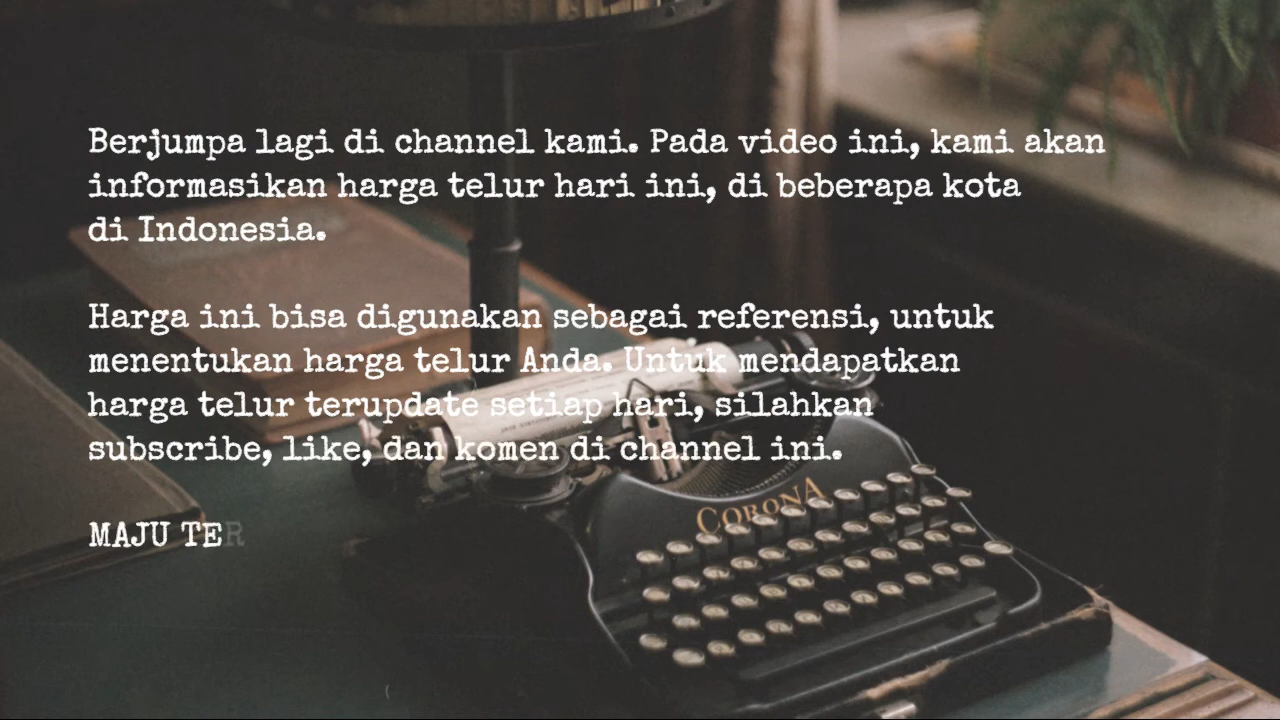 Berjumpa lagi di channel kami. Pada video ini, kami akan
informasikan harga telur hari ini, di beberapa kota
di Indonesia.
Harga ini bisa digunakan sebagai referensi, untuk
menentukan harga telur Anda. Untuk mendapatkan
harga telur terupdate setiap hari, silahkan
subscribe, like, dan komen di channel ini.
MAJU TER
CORONA